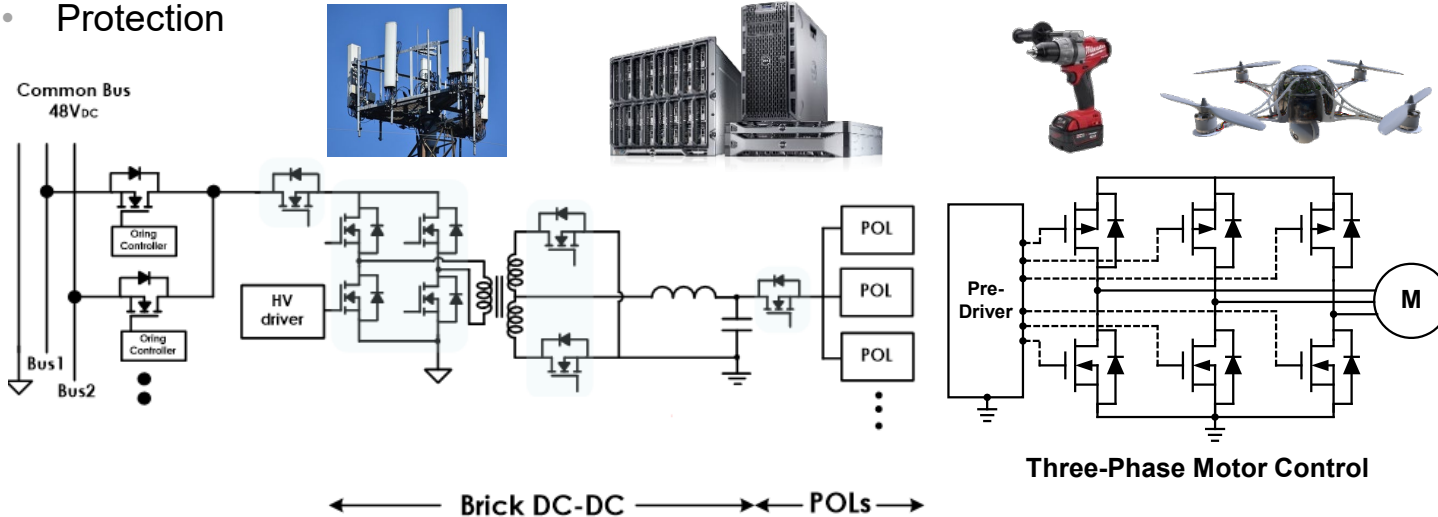 • Protection
Common Bus
48VDC
Oring
Controller
Oring
Controller
Bus1
Bus2
HV
driver
POL
POL
POL
Brick DC-DC
POLs
Milwaukee
Pre-
Driver
M
Three-Phase Motor Control